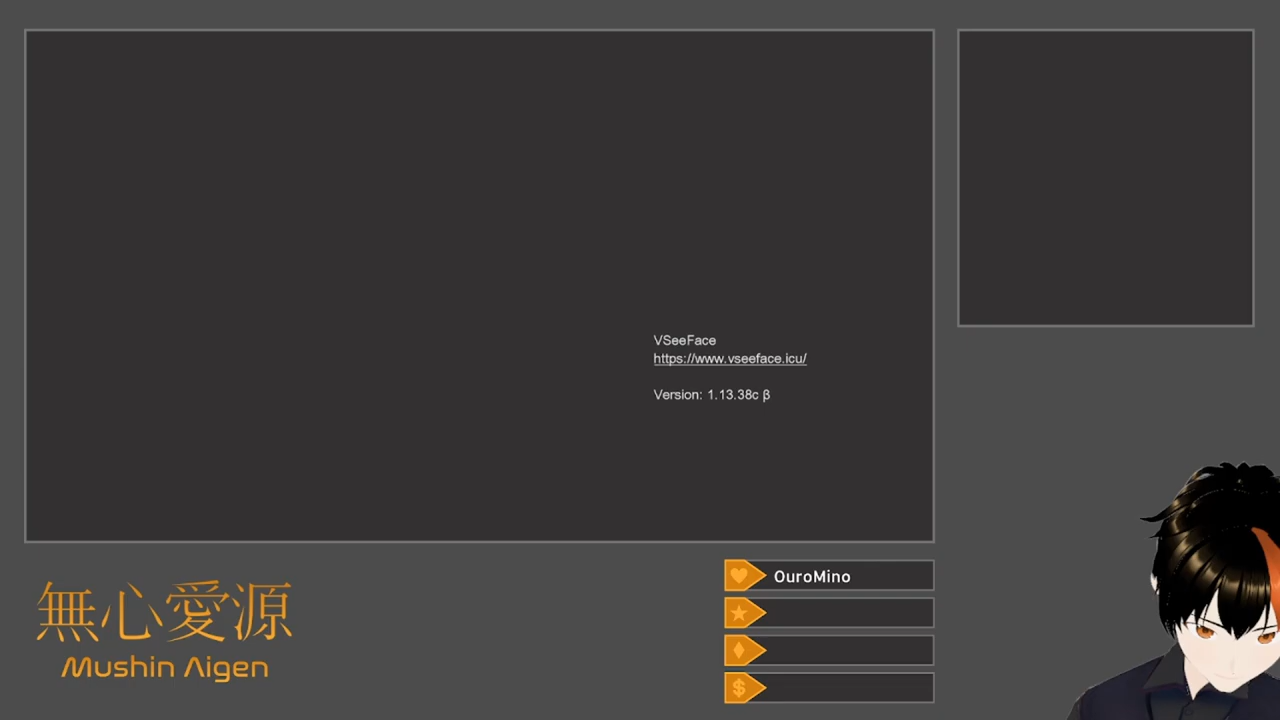 VSeeFace
https://www.vseeface.icu/
Version: 1.13.38c β
無心愛源
Mushin Aigen
OuroMino
$